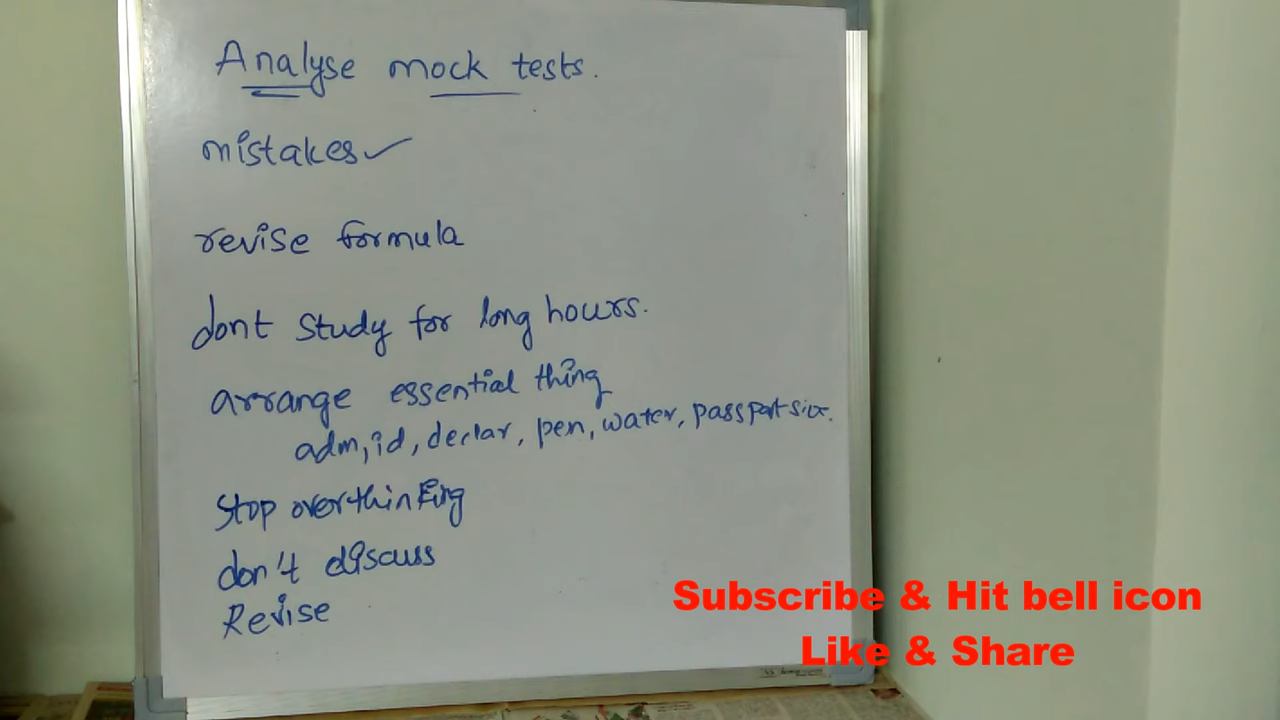 Analyse mock tests.
mistakes✓
revise formula
dont study for long hours.
arrange essential thing
adm, id, declar, pen, water, passport size.
stop overthinking
don't discuss
Revise
Subscribe & Hit bell icon
Like & Share